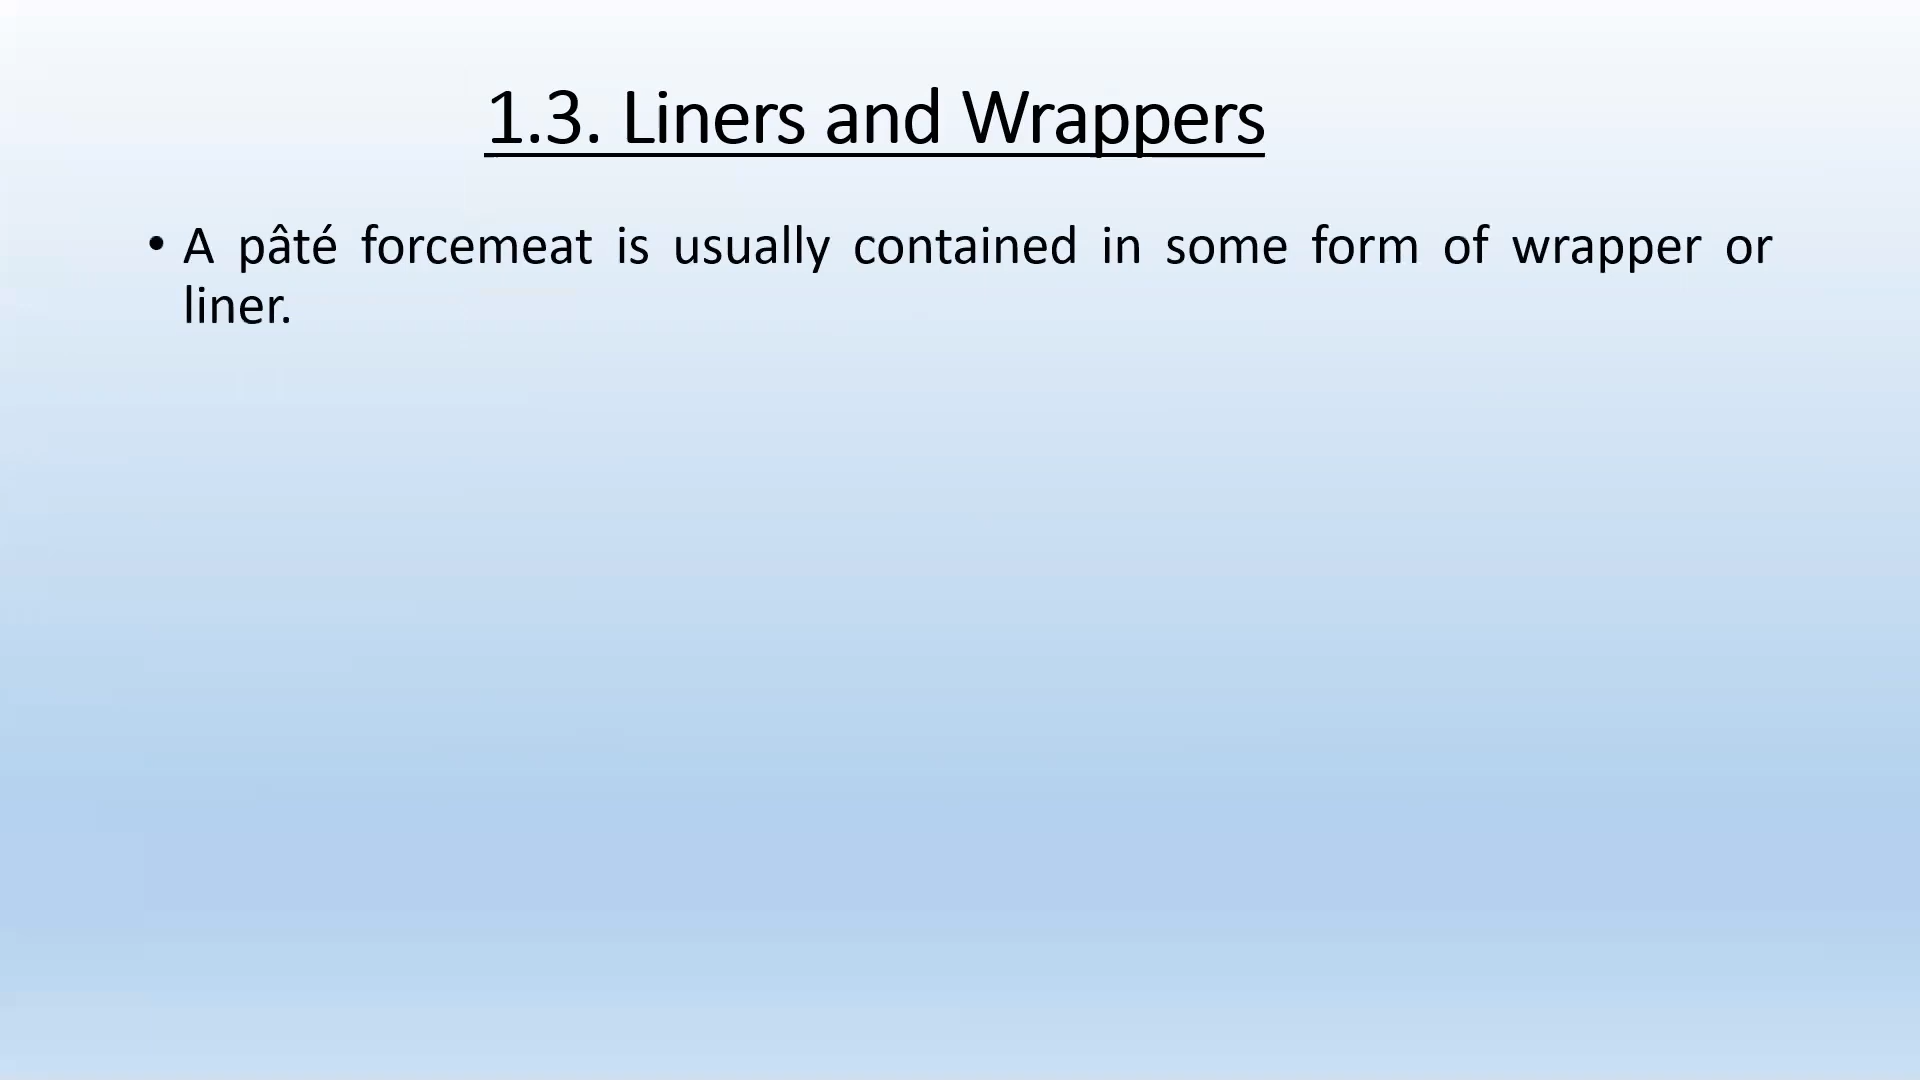 1.3. Liners and Wrappers
• A pâté forcemeat is usually contained in some form of wrapper or
liner.